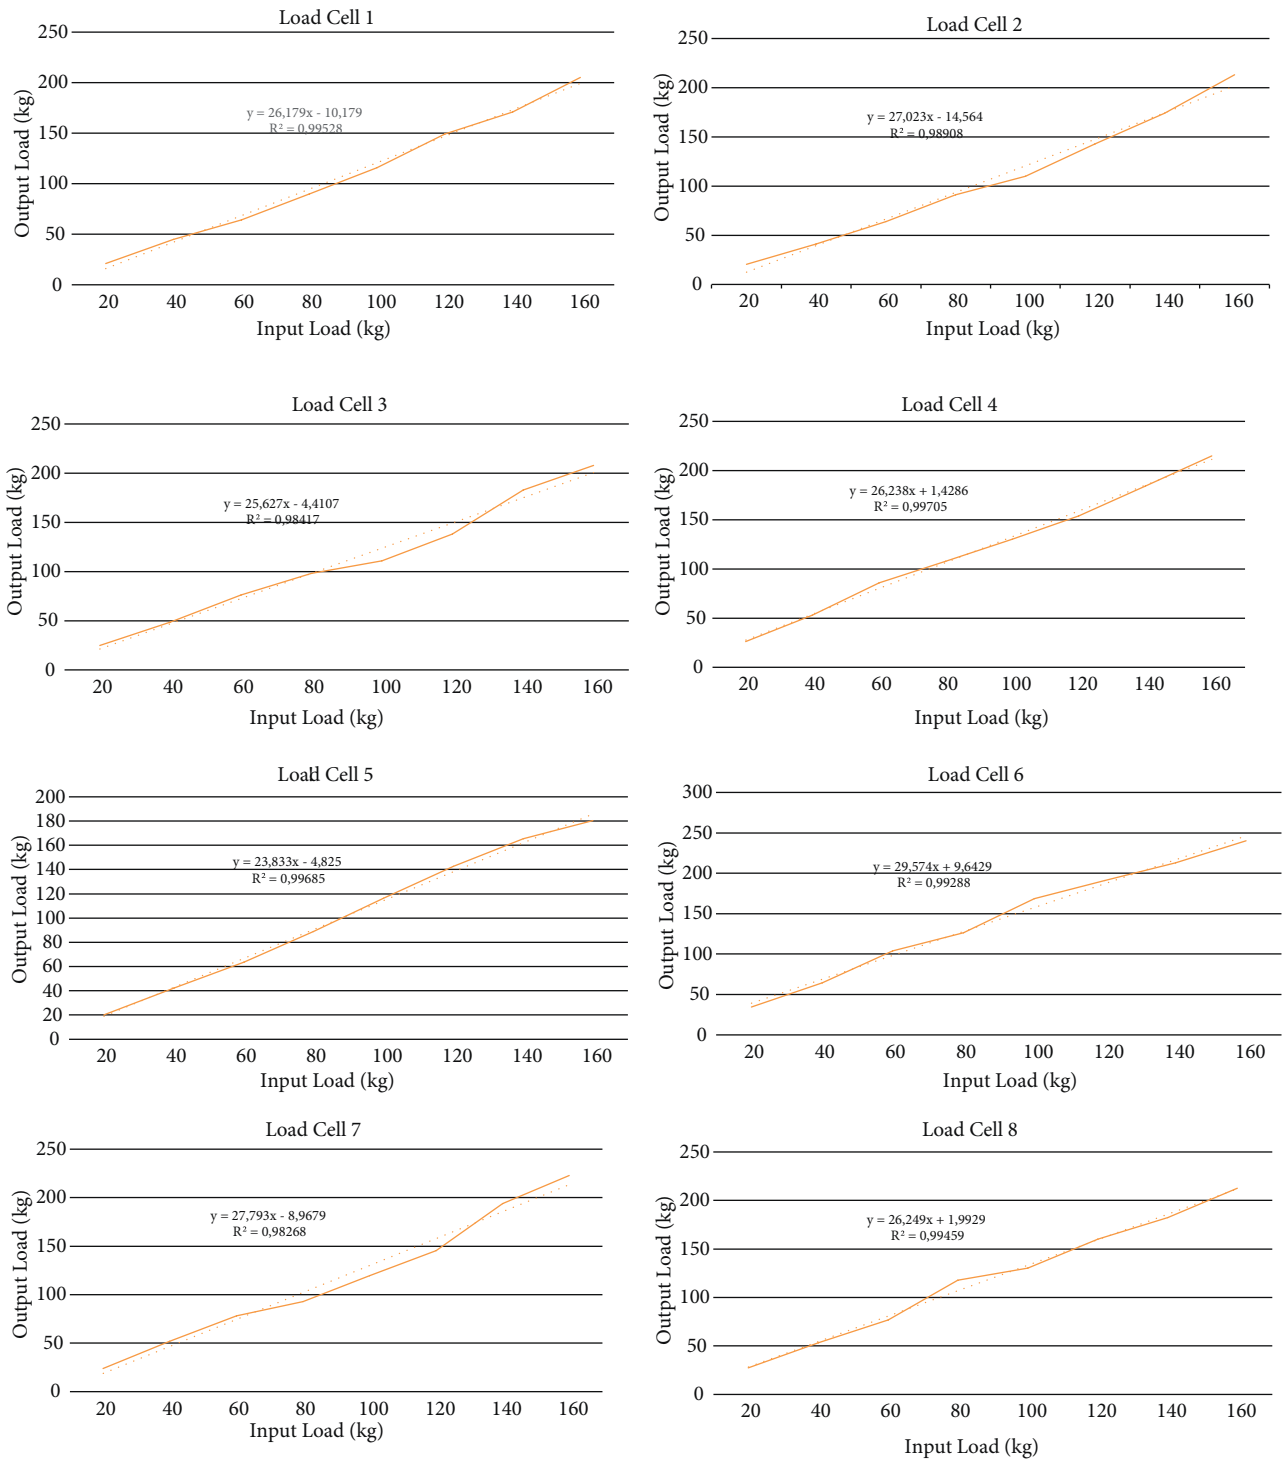 Load Cell 1
250
200
150
100
50
0
Output Load (kg)
y = 26,179x - 10,179
R² = 0,99528
20 40 60 80 100 120 140 160
Input Load (kg)
Load Cell 2
250
200
150
100
50
0
Output Load (kg)
y = 27,023x - 14,564
R² = 0,98908
20 40 60 80 100 120 140 160
Input Load (kg)
Load Cell 3
250
200
150
100
50
0
Output Load (kg)
y = 25,627x - 4,4107
R² = 0,98417
20 40 60 80 100 120 140 160
Input Load (kg)
Load Cell 4
250
200
150
100
50
0
Output Load (kg)
y = 26,238x + 1,4286
R² = 0,99705
20 40 60 80 100 120 140 160
Input Load (kg)
Load Cell 5
200
180
160
140
120
100
80
60
40
20
0
Output Load (kg)
y = 23,833x - 4,825
R² = 0,99685
20 40 60 80 100 120 140 160
Input Load (kg)
Load Cell 6
300
250
200
150
100
50
0
Output Load (kg)
y = 29,574x + 9,6429
R² = 0,99288
20 40 60 80 100 120 140 160
Input Load (kg)
Load Cell 7
250
200
150
100
50
0
Output Load (kg)
y = 27,793x - 8,9679
R² = 0,98268
20 40 60 80 100 120 140 160
Input Load (kg)
Load Cell 8
250
200
150
100
50
0
Output Load (kg)
y = 26,249x + 1,9929
R² = 0,99459
20 40 60 80 100 120 140 160
Input Load (kg)